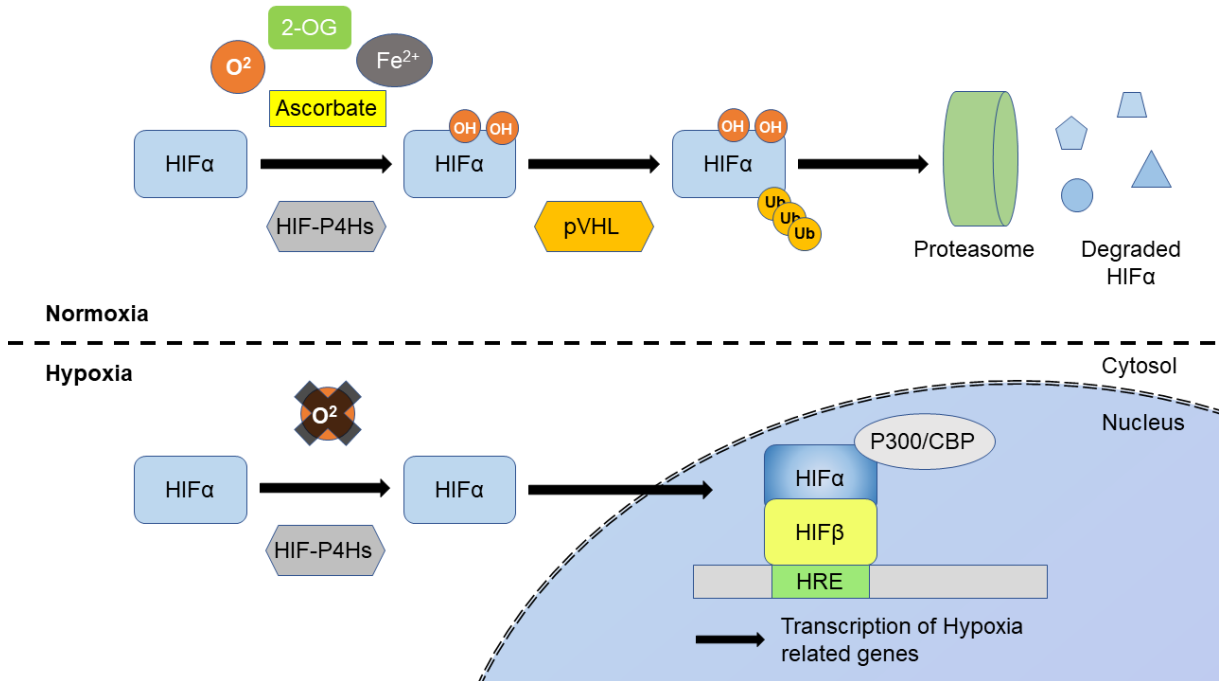 2-OG
O²
Fe²⁺
Ascorbate
HIFα
OH OH
HIFα
OH OH
HIFα
HIF-P4Hs
pVHL
Ub
Ub
Ub
Proteasome
Degraded
HIFα
Normoxia
Hypoxia
Cytosol
Nucleus
O²
HIFα
HIFα
HIF-P4Hs
P300/CBP
HIFα
HIFβ
HRE
Transcription of Hypoxia
related genes